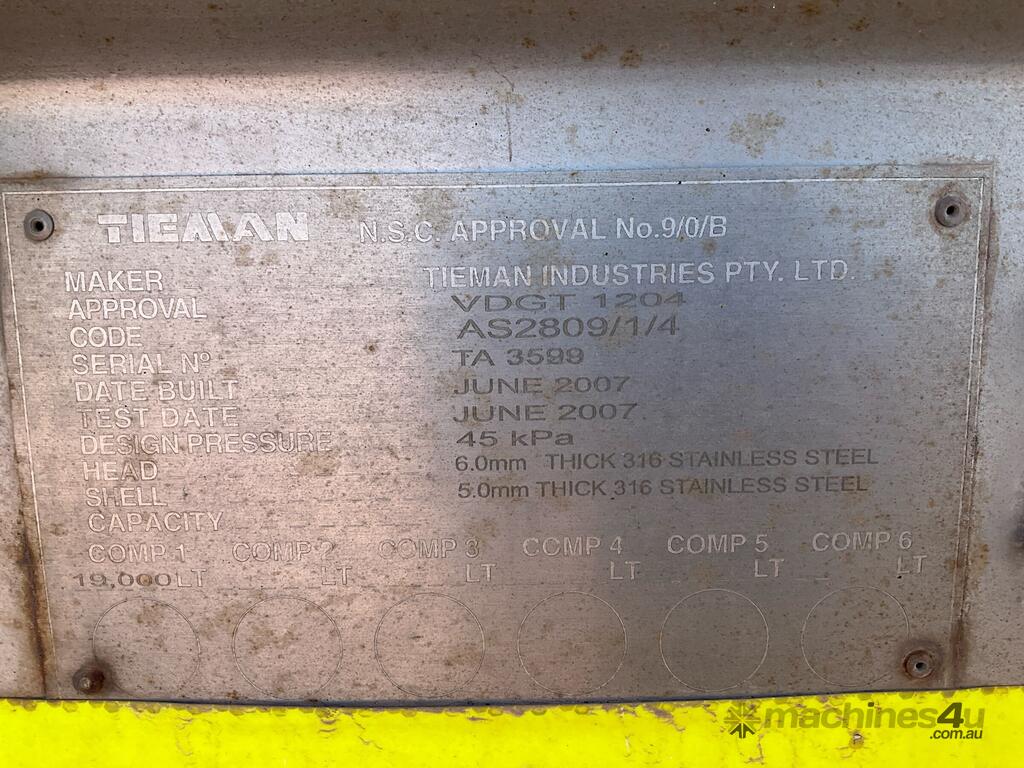 TIEMAN N.S.C. APPROVAL No.9/0/B
MAKER TIEMAN INDUSTRIES PTY. LTD.
APPROVAL VDGT 1204
CODE AS2809/1/4
SERIAL Nº TA 3599
DATE BUILT JUNE 2007
TEST DATE JUNE 2007
DESIGN PRESSURE 45 kPa
HEAD 6.0mm THICK 316 STAINLESS STEEL
SHELL 5.0mm THICK 316 STAINLESS STEEL
CAPACITY
COMP 1 COMP 2 COMP 3 COMP 4 COMP 5 COMP 6
19,000 LT LT LT LT LT LT
machines4u
.com.au